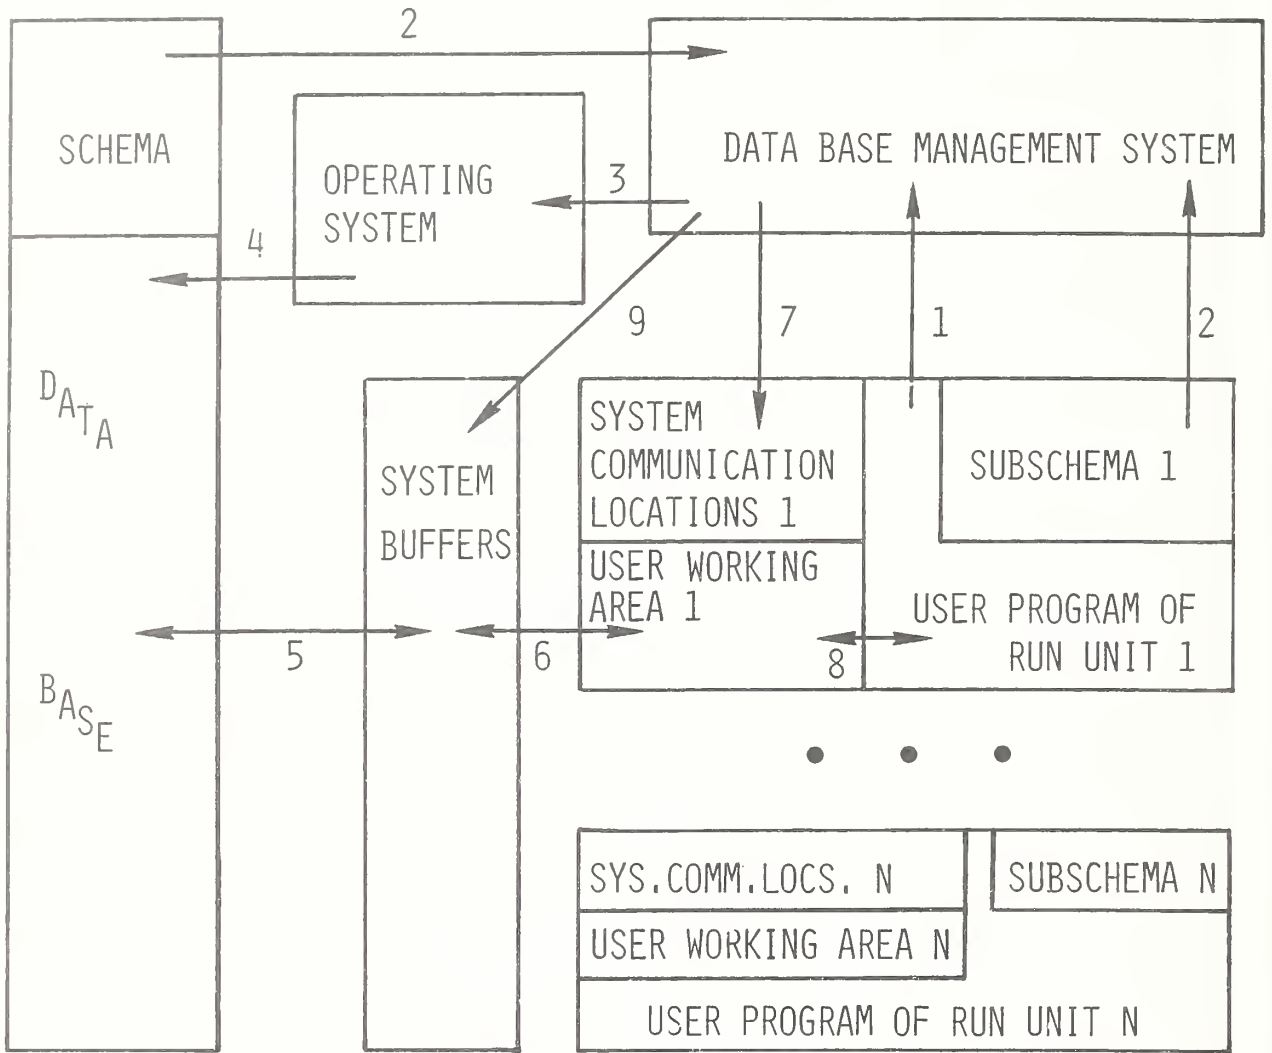 2
SCHEMA
DATA BASE MANAGEMENT SYSTEM
OPERATING
SYSTEM
3
4
9
7
1
2
DATA
BASE
SYSTEM
BUFFERS
SYSTEM
COMMUNICATION
LOCATIONS 1
SUBSCHEMA 1
USER WORKING
AREA 1
USER PROGRAM OF
RUN UNIT 1
5
6
8
SYS.COMM.LOCS. N
SUBSCHEMA N
USER WORKING AREA N
USER PROGRAM OF RUN UNIT N